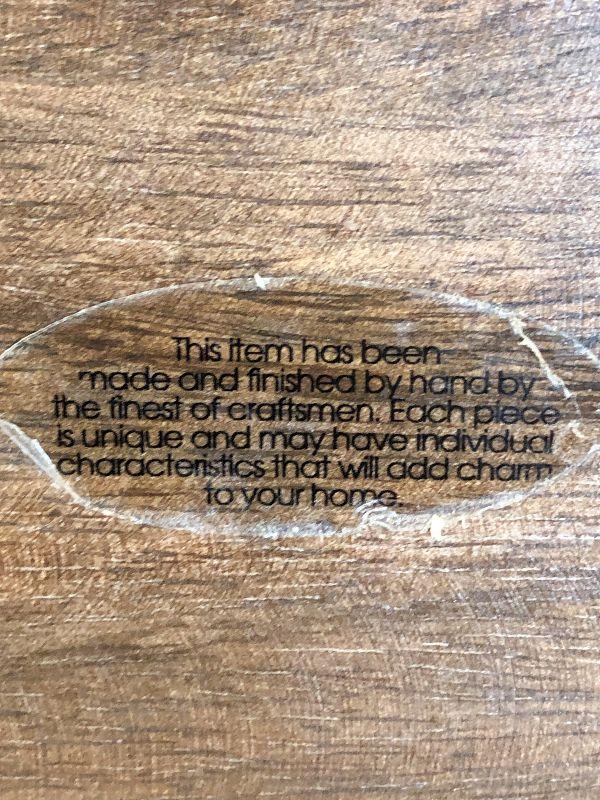 This item has been
made and finished by hand by
the finest of craftsmen. Each piece
is unique and may have individual
characteristics that will add charm
to your home.